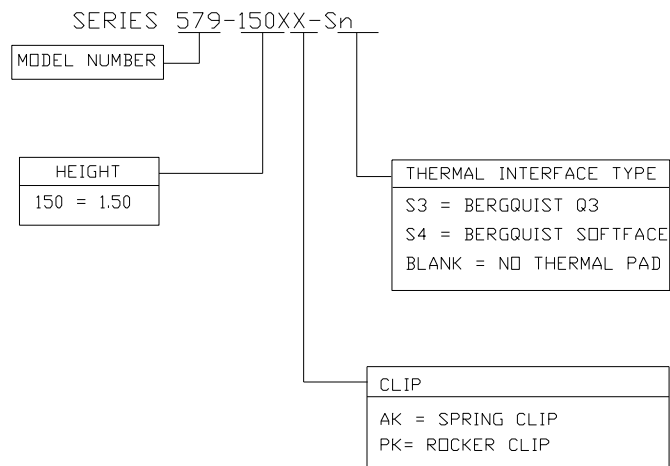 SERIES 579-150XX-Sn
MODEL NUMBER
HEIGHT
150 = 1.50
THERMAL INTERFACE TYPE
S3 = BERGQUIST Q3
S4 = BERGQUIST SOFTFACE
BLANK = NO THERMAL PAD
CLIP
AK = SPRING CLIP
PK= ROCKER CLIP